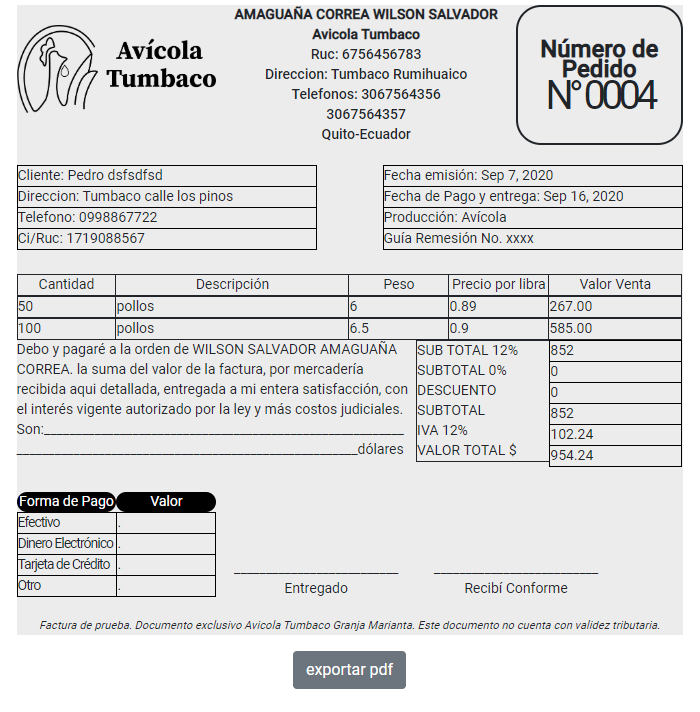 Avícola
Tumbaco
AMAGUAÑA CORREA WILSON SALVADOR
Avicola Tumbaco
Ruc: 6756456783
Direccion: Tumbaco Rumihuaico
Telefonos: 3067564356
3067564357
Quito-Ecuador
Número de
Pedido
N°0004
Cliente: Pedro dsfsdfsd
Direccion: Tumbaco calle los pinos
Telefono: 0998867722
Ci/Ruc: 1719088567
Fecha emisión: Sep 7, 2020
Fecha de Pago y entrega: Sep 16, 2020
Producción: Avícola
Guía Remesión No. xxxx
Cantidad Descripción Peso Precio por libra Valor Venta
50 pollos 6 0.89 267.00
100 pollos 6.5 0.9 585.00
Debo y pagaré a la orden de WILSON SALVADOR AMAGUAÑA
CORREA. la suma del valor de la factura, por mercadería
recibida aqui detallada, entregada a mi entera satisfacción, con
el interés vigente autorizado por la ley y más costos judiciales.
Son:_______________________________________________
_____________________________________________dólares
SUB TOTAL 12% 852
SUBTOTAL 0% 0
DESCUENTO 0
SUBTOTAL 852
IVA 12% 102.24
VALOR TOTAL $ 954.24
Forma de Pago Valor
Efectivo .
Dinero Electrónico .
Tarjeta de Crédito .
Otro .
______________________ ______________________
Entregado Recibí Conforme
Factura de prueba. Documento exclusivo Avicola Tumbaco Granja Marianta. Este documento no cuenta con validez tributaria.
exportar pdf